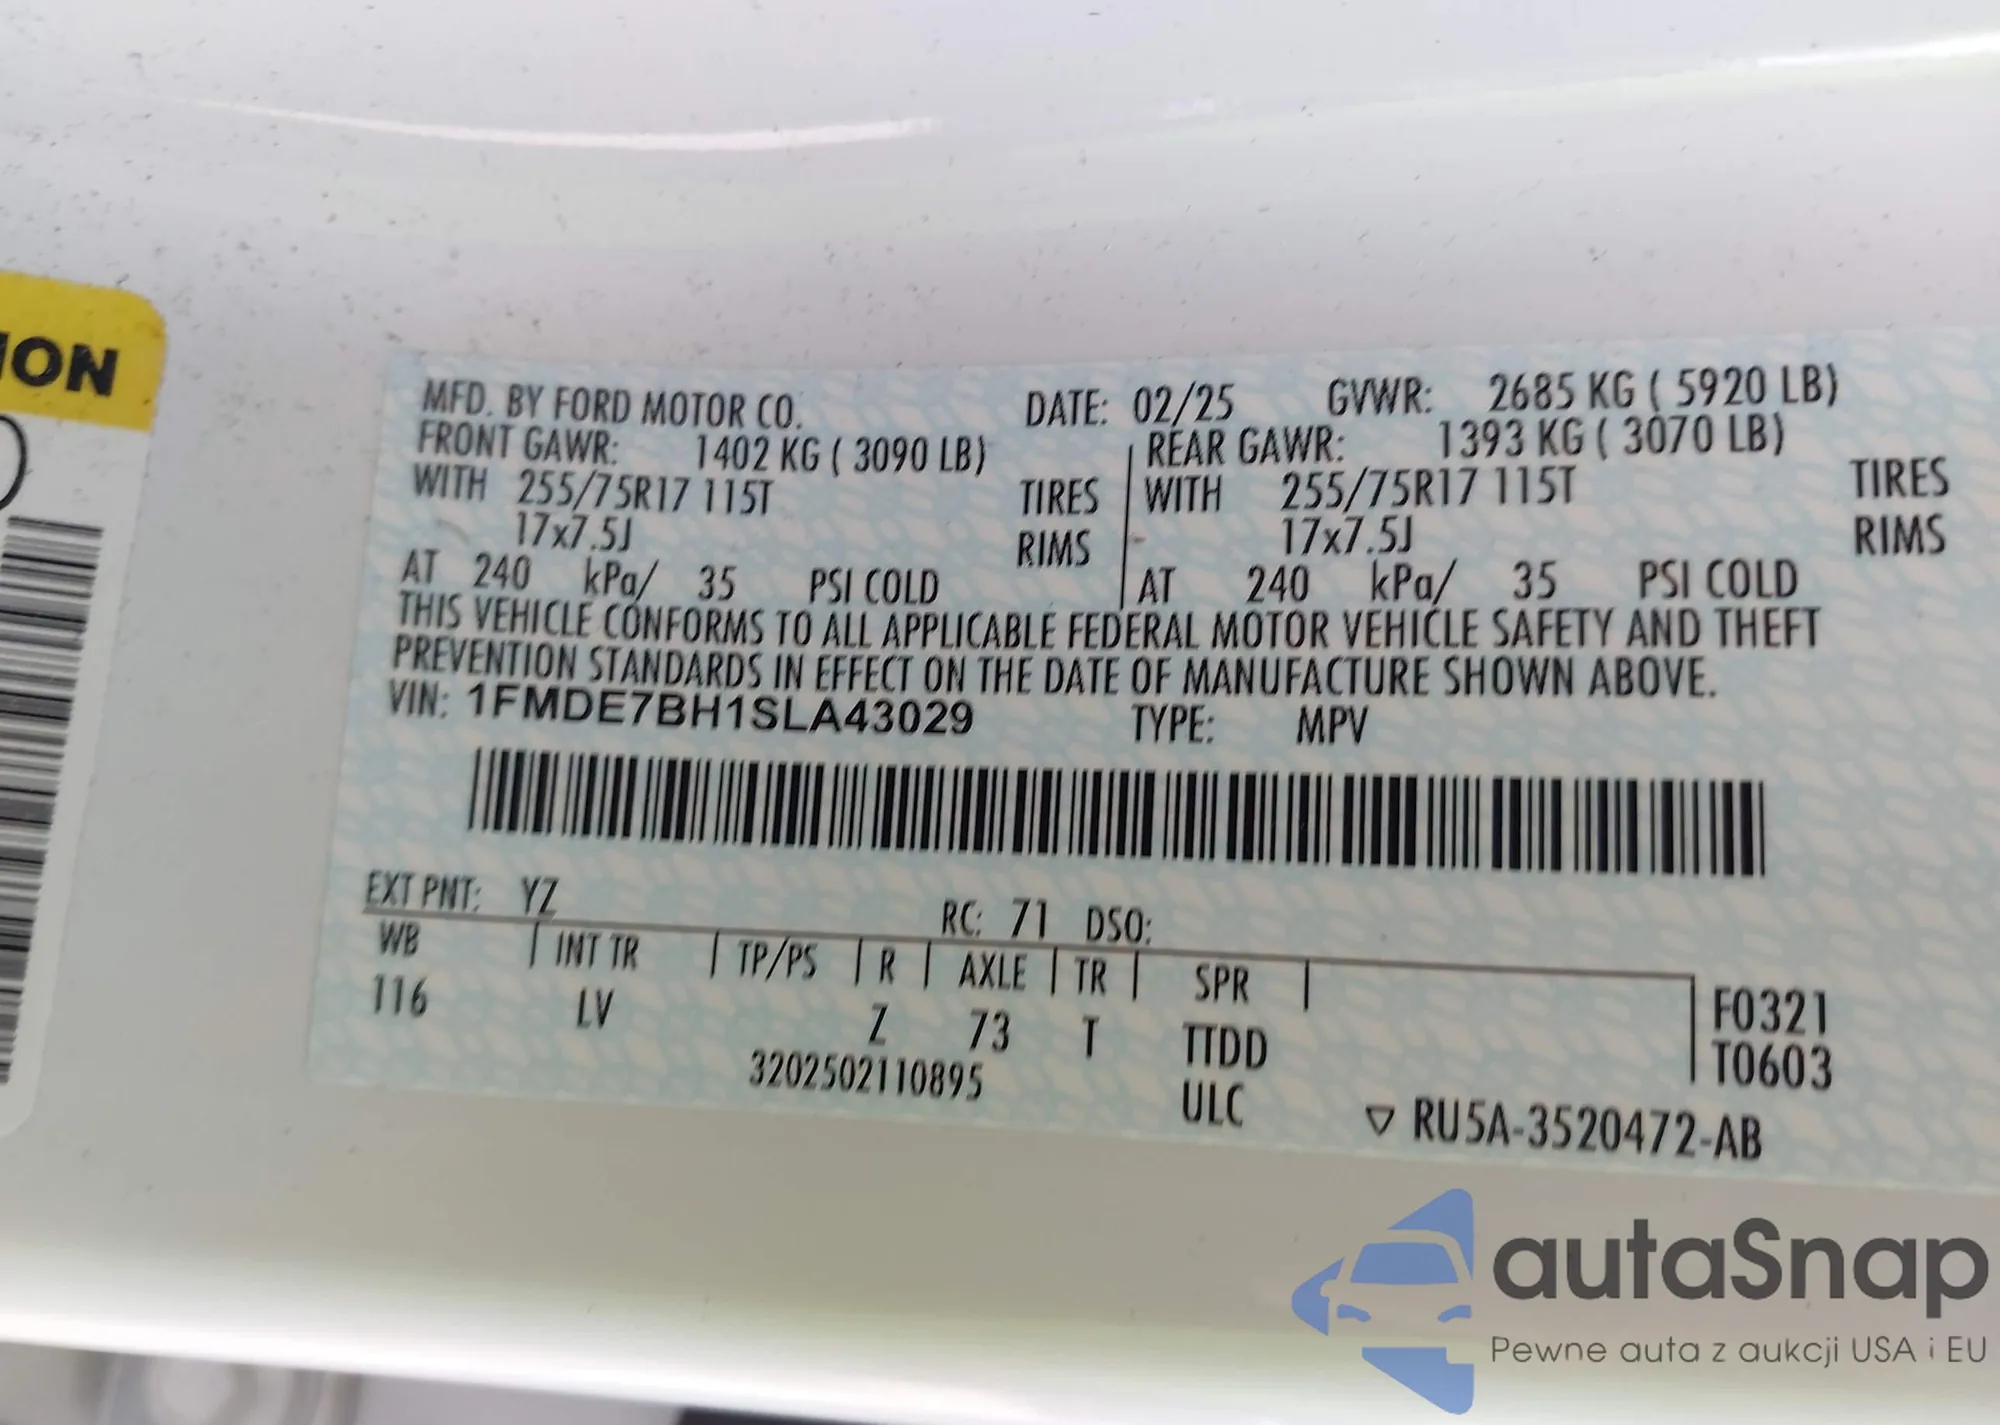 ION
MFD. BY FORD MOTOR CO. DATE: 02/25 GVWR: 2685 KG ( 5920 LB)
FRONT GAWR: 1402 KG ( 3090 LB) REAR GAWR: 1393 KG ( 3070 LB)
WITH 255/75R17 115T TIRES WITH 255/75R17 115T TIRES
17x7.5J RIMS 17x7.5J RIMS
AT 240 kPa/ 35 PSI COLD AT 240 kPa/ 35 PSI COLD
THIS VEHICLE CONFORMS TO ALL APPLICABLE FEDERAL MOTOR VEHICLE SAFETY AND THEFT
PREVENTION STANDARDS IN EFFECT ON THE DATE OF MANUFACTURE SHOWN ABOVE.
VIN: 1FMDE7BH1SLA43029 TYPE: MPV
EXT PNT: YZ RC: 71 DSO:
WB INT TR TP/PS R AXLE TR SPR F0321
116 LV Z 73 T TTDD T0603
3202502110895 ULC ▽ RU5A-3520472-AB
autaSnap
Pewne auta z aukcji USA i EU